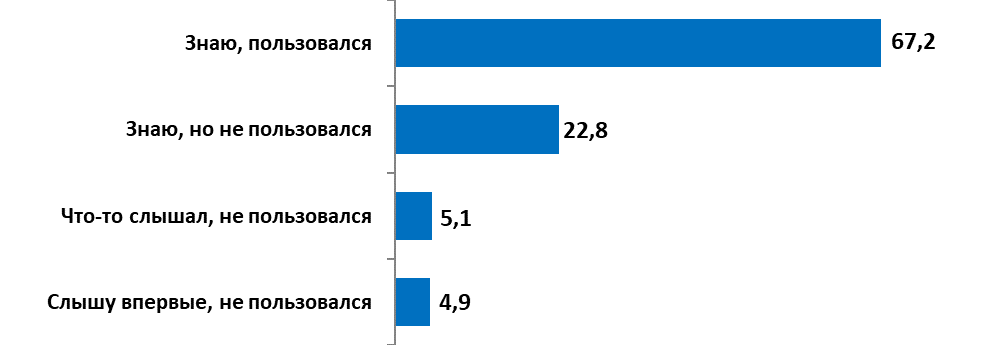 Знаю, пользовался 67,2
Знаю, но не пользовался 22,8
Что-то слышал, не пользовался 5,1
Слышу впервые, не пользовался 4,9